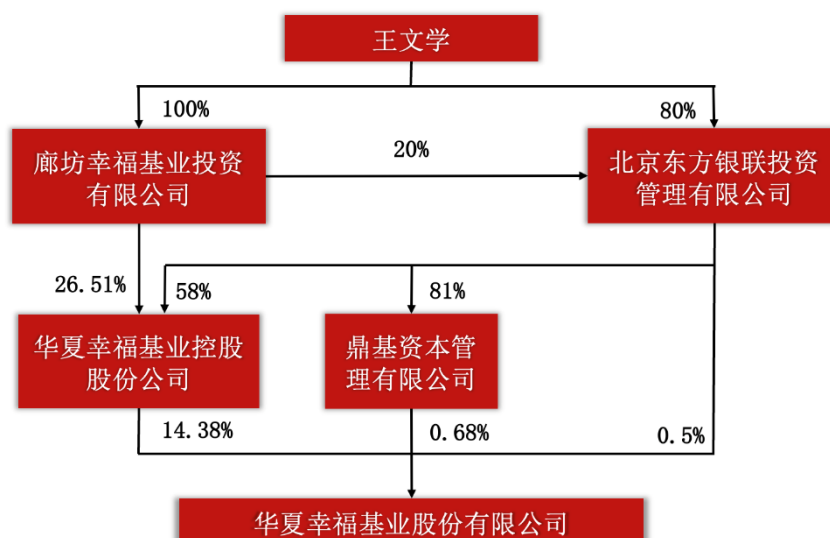 王文学
100%
80%
廊坊幸福基业投资
有限公司
20%
北京东方银联投资
管理有限公司
26.51%
58%
81%
华夏幸福基业控股
股份公司
鼎基资本管
理有限公司
14.38%
0.68%
0.5%
华夏幸福基业股份有限公司